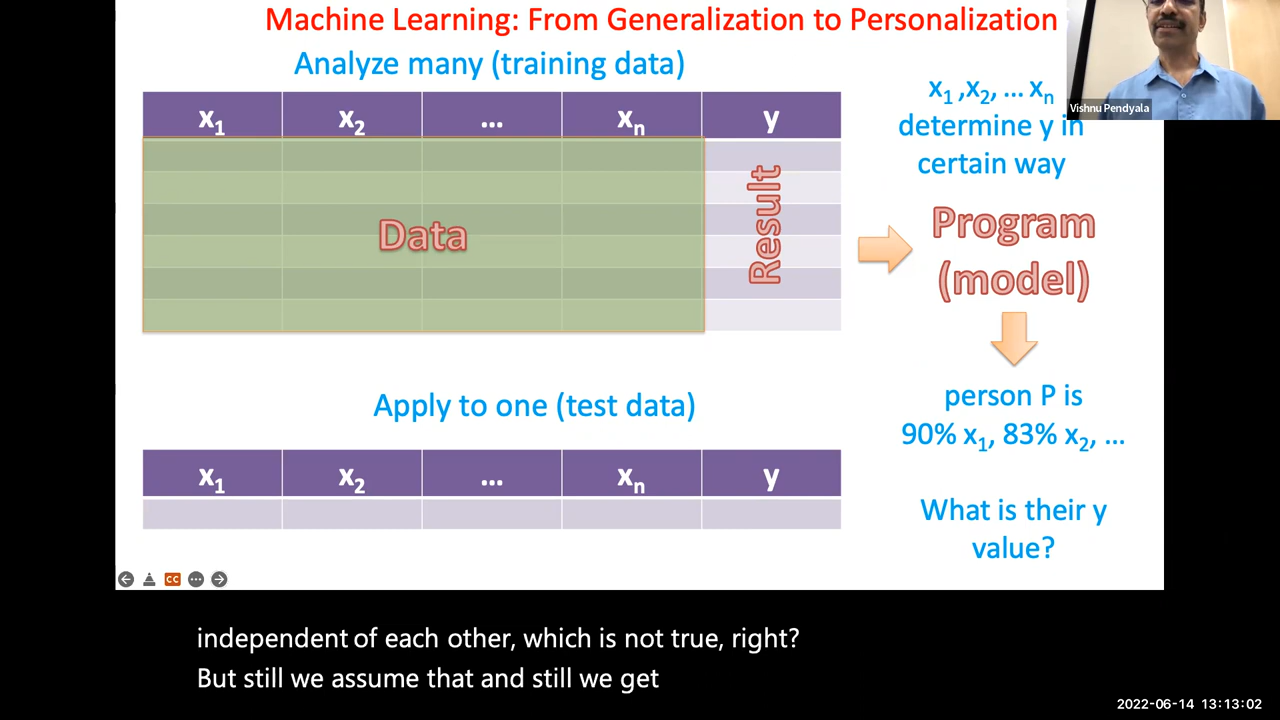 Machine Learning: From Generalization to Personalization
Analyze many (training data)
x1 x2 ... xn y
Data
Result
x1 ,x2, ... xn
determine y in
certain way
Program
(model)
Apply to one (test data)
x1 x2 ... xn y
person P is
90% x1, 83% x2, ...
What is their y
value?
Vishnu Pendyala
CC
independent of each other, which is not true, right?
But still we assume that and still we get
2022-06-14 13:13:02